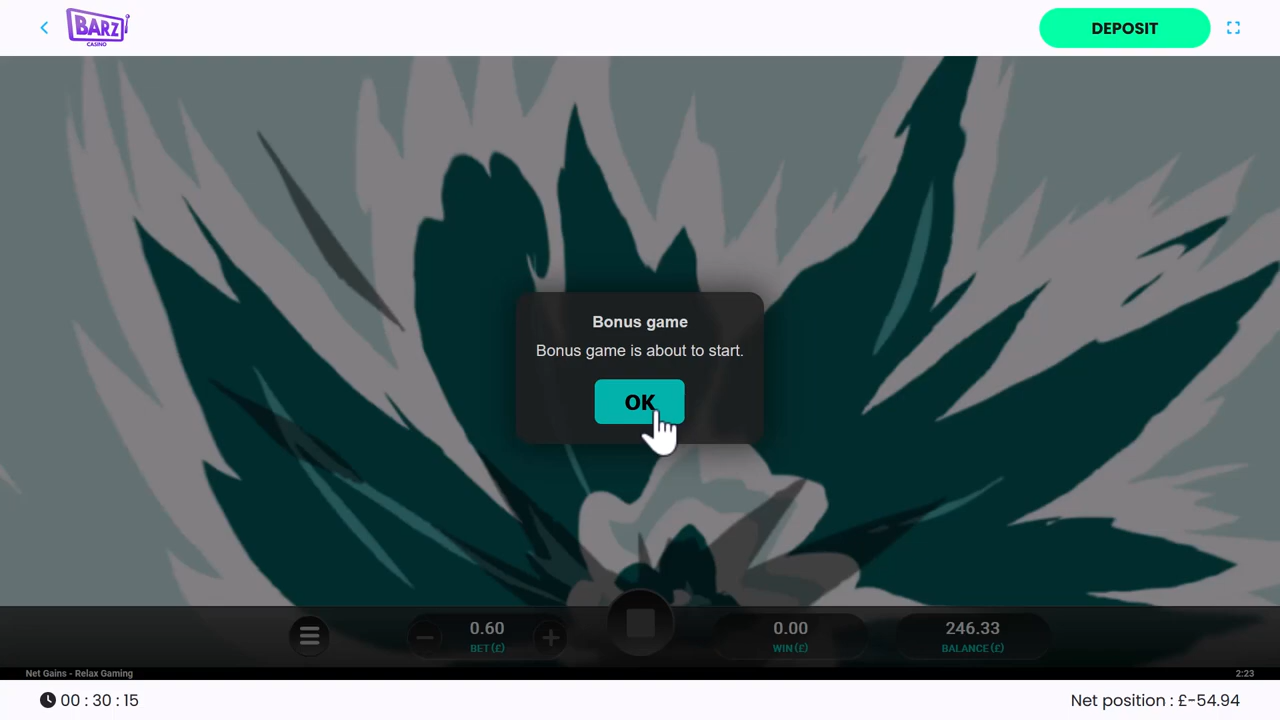 BARZ
CASINO
DEPOSIT
Bonus game
Bonus game is about to start.
OK
0.60
BET (£)
0.00
WIN (£)
246.33
BALANCE (£)
Net Gains - Relax Gaming
2:23
00 : 30 : 15
Net position : £-54.94